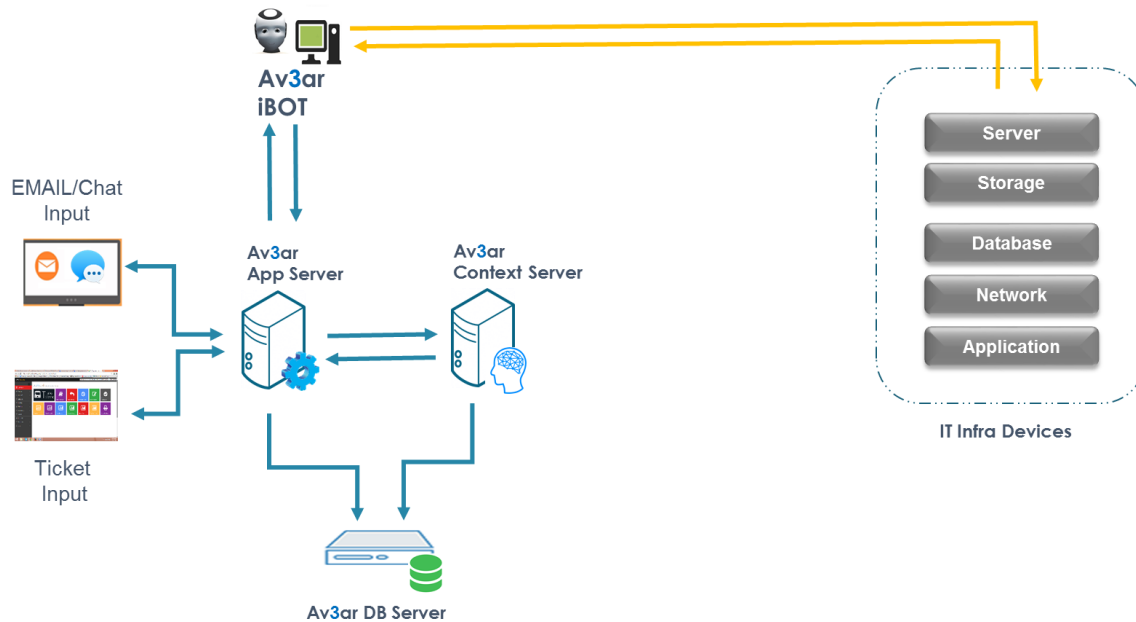 Av3ar
iBOT
EMAIL/Chat
Input
Av3ar
App Server
Av3ar
Context Server
Ticket
Input
Av3ar DB Server
Server
Storage
Database
Network
Application
IT Infra Devices